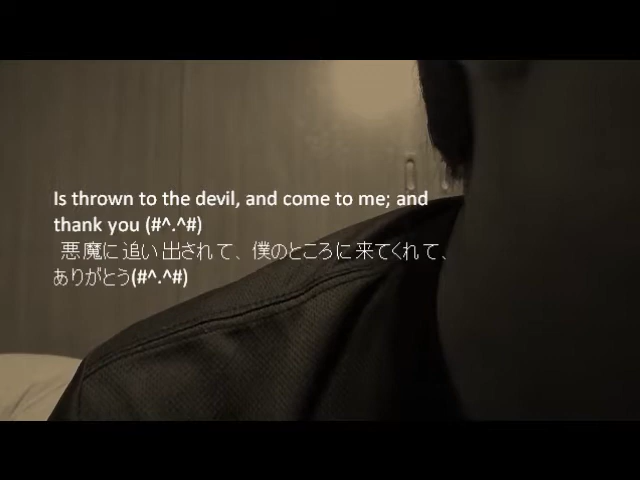 Is thrown to the devil, and come to me; and
thank you (#^.^#)
悪魔に追い出されて、僕のところに来てくれて、
ありがとう(#^.^#)